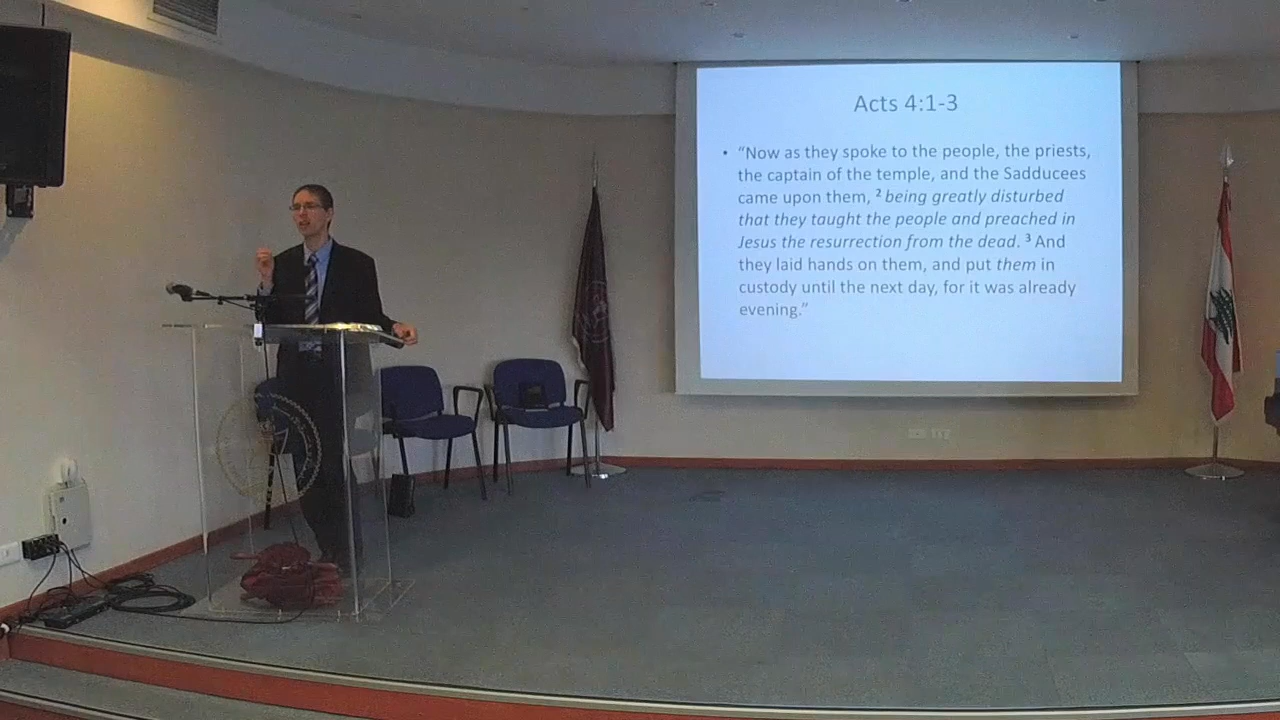 Acts 4:1-3
• “Now as they spoke to the people, the priests,
the captain of the temple, and the Sadducees
came upon them, ² being greatly disturbed
that they taught the people and preached in
Jesus the resurrection from the dead. ³ And
they laid hands on them, and put them in
custody until the next day, for it was already
evening.”